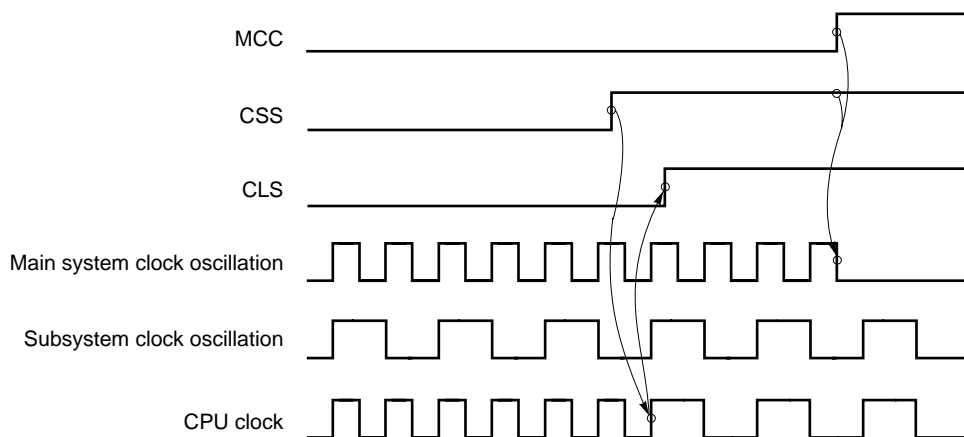 MCC
CSS
CLS
Main system clock oscillation
Subsystem clock oscillation
CPU clock